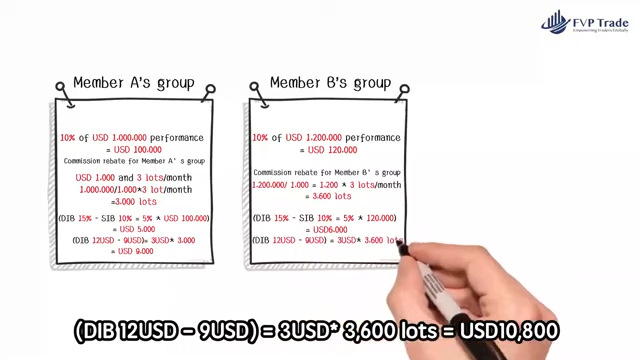 FVP Trade
Empowering Traders Globally
Member A's group
10% of USD 1.000.000 performance
= USD 100.000
Commission rebate for Member A's group
USD 1.000 and 3 lots/month
1.000.000/1.000*3 lot/month
=3.000 lots
(DIB 15% - SIB 10% = 5% * USD 100.000)
= USD 5.000
(DIB 12USD - 9USD)= 3USD* 3.000
= USD 9.000
Member B's group
10% of USD 1.200.000 performance
= USD 120.000
Commission rebate for Member B's group
1.200.000/ 1.000 = 1.200 * 3 lots/month
= 3.600 lots
(DIB 15% - SIB 10% = 5% * 120.000)
= USD6.000
(DIB 12USD - 9USD) = 3USD* 3.600 lots
(DIB 12USD – 9USD) = 3USD* 3,600 lots = USD10,800